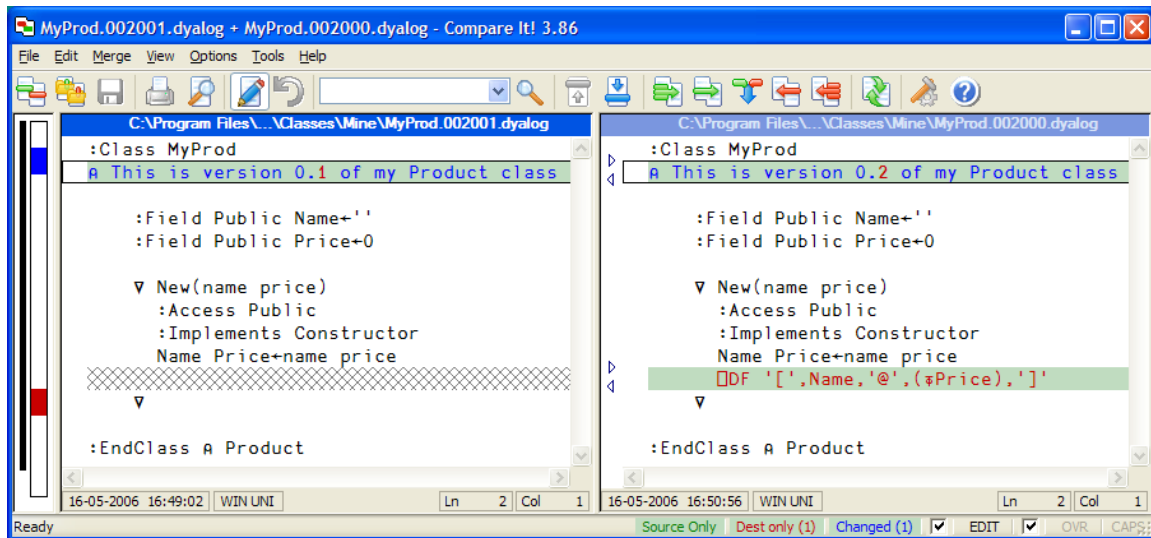 MyProd.002001.dyalog + MyProd.002000.dyalog - Compare It! 3.86
File Edit Merge View Options Tools Help
C:\Program Files\...\Classes\Mine\MyProd.002001.dyalog
:Class MyProd
⍝ This is version 0.1 of my Product class
:Field Public Name←''
:Field Public Price←0
∇ New(name price)
:Access Public
:Implements Constructor
Name Price←name price
∇
:EndClass ⍝ Product
16-05-2006 16:49:02 WIN UNI Ln 2 Col 1
C:\Program Files\...\Classes\Mine\MyProd.002000.dyalog
:Class MyProd
⍝ This is version 0.2 of my Product class
:Field Public Name←''
:Field Public Price←0
∇ New(name price)
:Access Public
:Implements Constructor
Name Price←name price
⎕DF '[',Name,'@',(⍕Price),']'
∇
:EndClass ⍝ Product
16-05-2006 16:50:56 WIN UNI Ln 2 Col 1
Ready Source Only Dest only (1) Changed (1) EDIT OVR CAPS